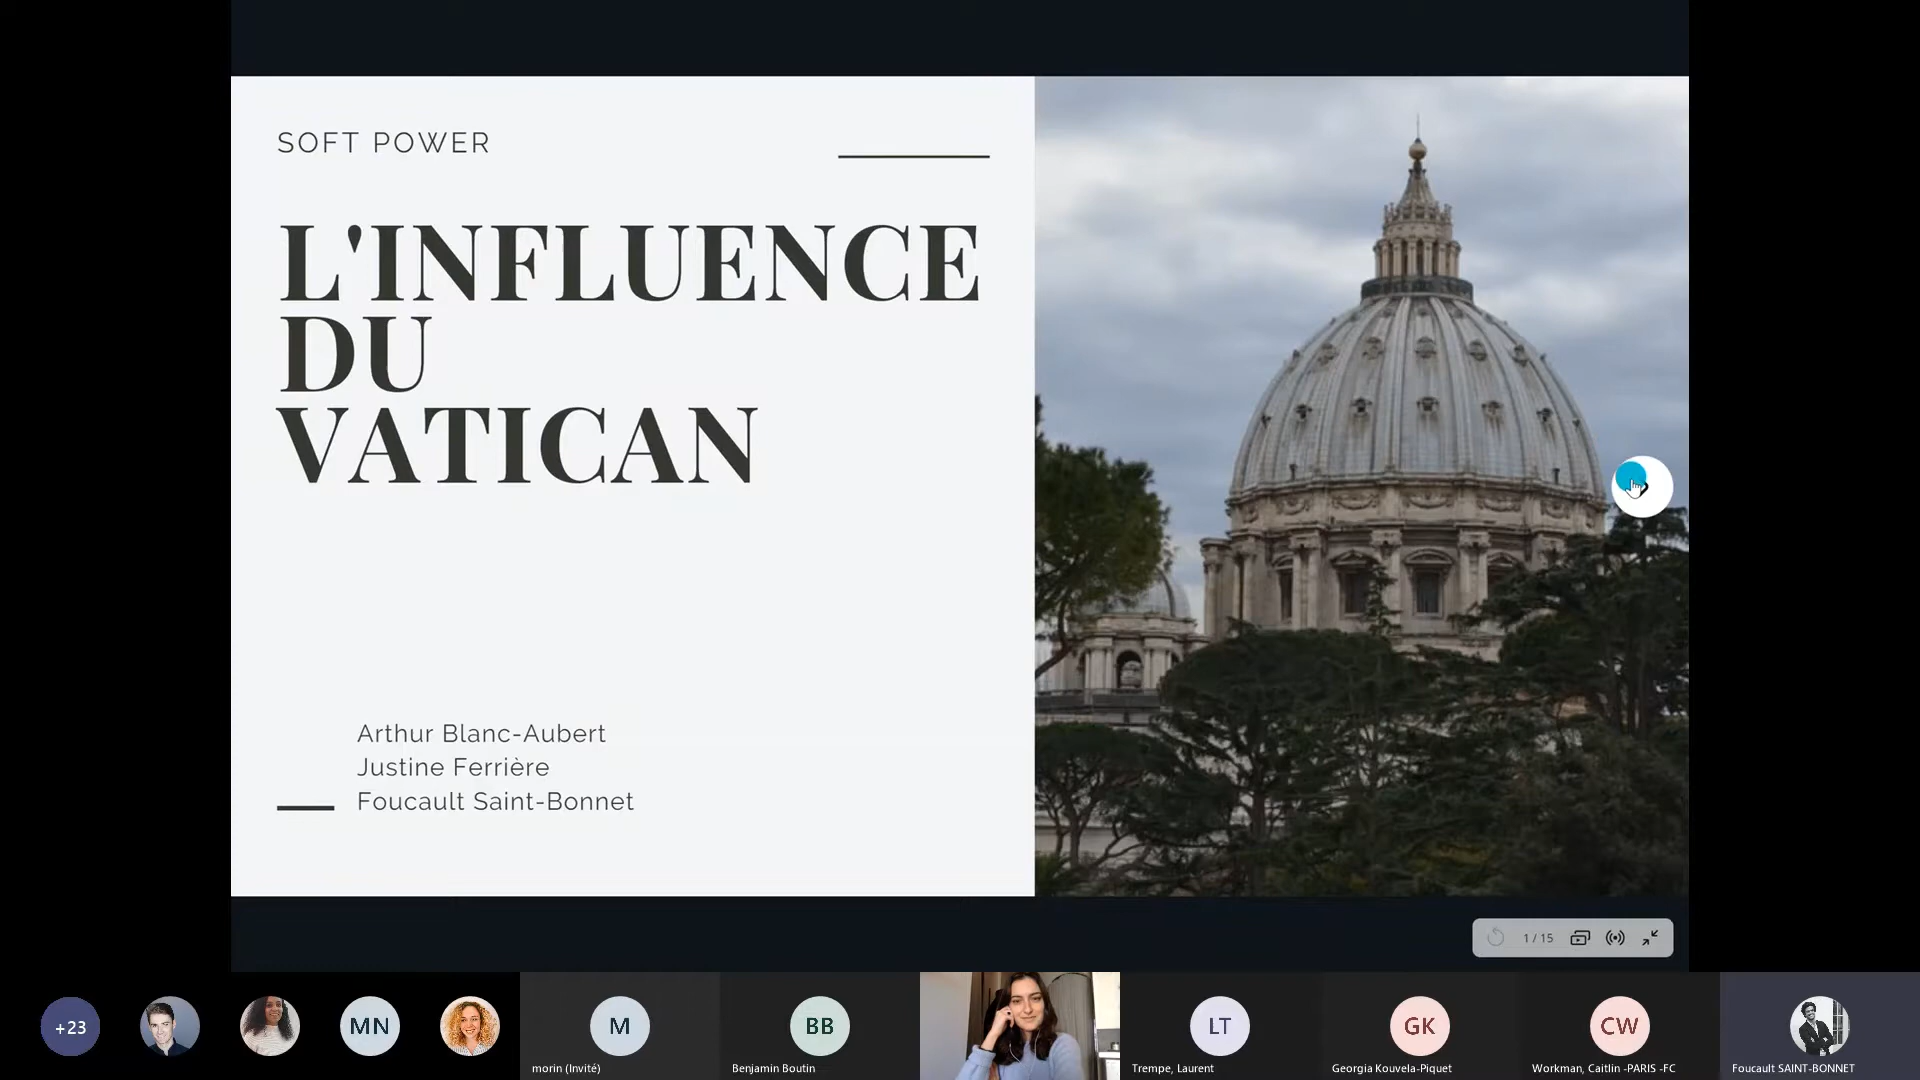 SOFT POWER
L'INFLUENCE
DU
VATICAN
Arthur Blanc-Aubert
Justine Ferrière
Foucault Saint-Bonnet
1 / 15
+23
MN
M
BB
LT
GK
CW
morin (Invité)
Benjamin Boutin
Trempe, Laurent
Georgia Kouvela-Piquet
Workman, Caitlin -PARIS -FC
Foucault SAINT-BONNET